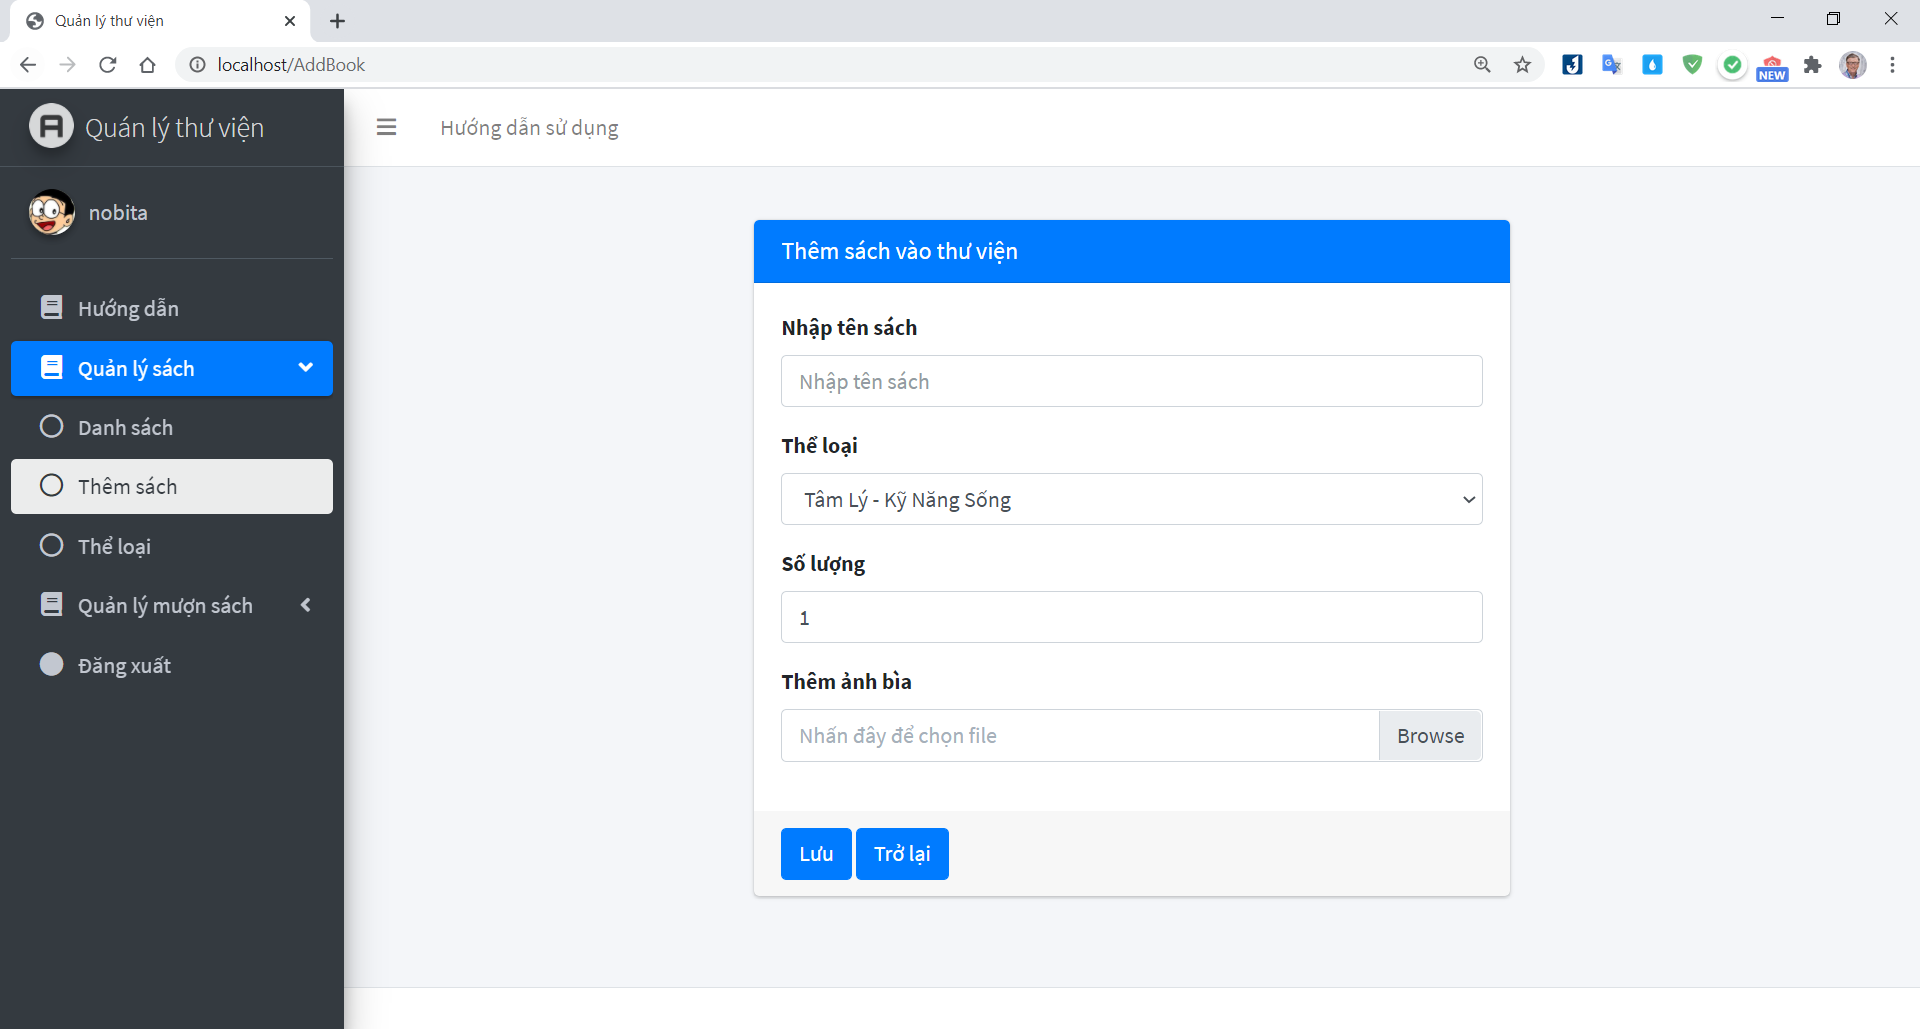 Quản lý thư viện
localhost/AddBook
NEW
Quản lý thư viện
Hướng dẫn sử dụng
nobita
Hướng dẫn
Quản lý sách
Danh sách
Thêm sách
Thể loại
Quản lý mượn sách
Đăng xuất
Thêm sách vào thư viện
Nhập tên sách
Nhập tên sách
Thể loại
Tâm Lý - Kỹ Năng Sống
Số lượng
1
Thêm ảnh bìa
Nhấn đây để chọn file
Browse
Lưu
Trở lại